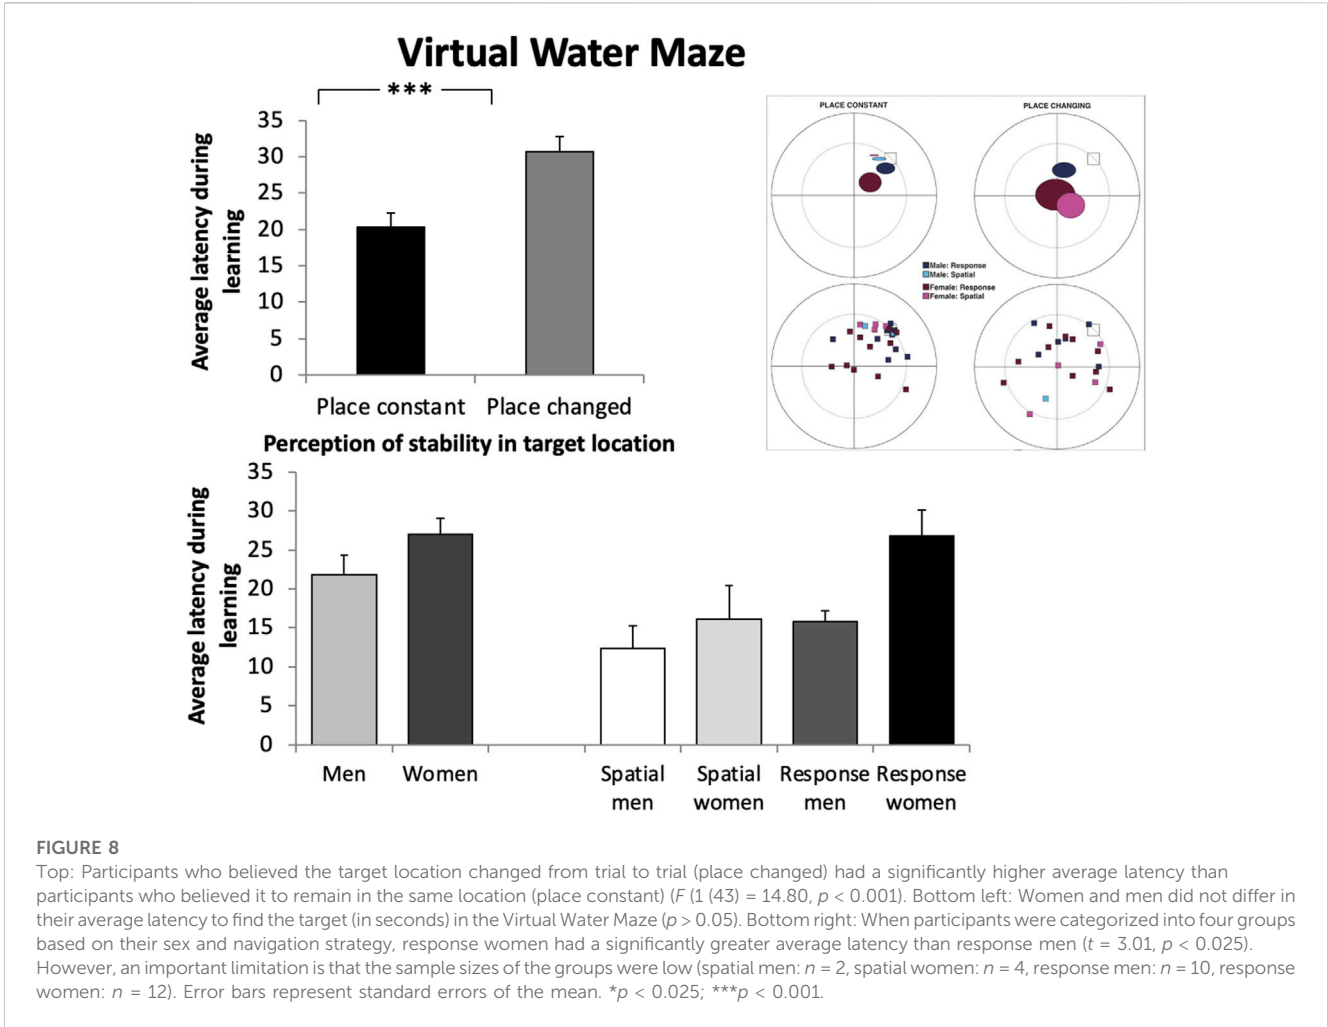 Virtual Water Maze
***
Average latency during
learning
35
30
25
20
15
10
5
0
Place constant
Place changed
Perception of stability in target location
PLACE CONSTANT
PLACE CHANGING
Male: Response
Male: Spatial
Female: Response
Female: Spatial
Average latency during
learning
35
30
25
20
15
10
5
0
Men
Women
Spatial
men
Spatial
women
Response
men
Response
women
FIGURE 8
Top: Participants who believed the target location changed from trial to trial (place changed) had a significantly higher average latency than
participants who believed it to remain in the same location (place constant) (F (1 (43) = 14.80, p < 0.001). Bottom left: Women and men did not differ in
their average latency to find the target (in seconds) in the Virtual Water Maze (p > 0.05). Bottom right: When participants were categorized into four groups
based on their sex and navigation strategy, response women had a significantly greater average latency than response men (t = 3.01, p < 0.025).
However, an important limitation is that the sample sizes of the groups were low (spatial men: n = 2, spatial women: n = 4, response men: n = 10, response
women: n = 12). Error bars represent standard errors of the mean. *p < 0.025; ***p < 0.001.